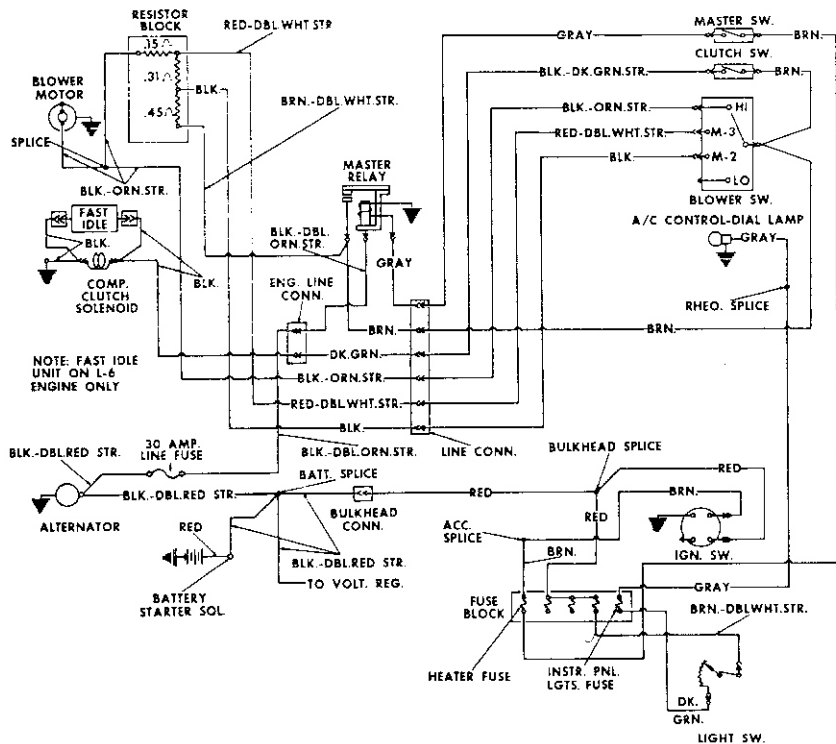 RESISTOR
BLOCK
RED-DBL.WHT STR
GRAY
MASTER SW.
BRN.
.15Ω
CLUTCH SW.
BLOWER
MOTOR
.31Ω
BLK.
BLK.-DK.GRN.STR.
BRN.
BRN.-DBL.WHT.STR.
.45Ω
BLK.-ORN.STR.
HI
SPLICE
RED-DBL.WHT.STR.
M-3
MASTER
RELAY
BLK.
M-2
BLK.-ORN.STR.
LO
BLOWER SW.
FAST
IDLE
A/C CONTROL-DIAL LAMP
BLK.-DBL.
ORN.STR.
GRAY
BLK.
GRAY
COMP.
CLUTCH
SOLENOID
BLK.
ENG. LINE
CONN.
RHEO. SPLICE
BRN.
BRN.
NOTE: FAST IDLE
UNIT ON L-6
ENGINE ONLY
DK.GRN.
BLK.-ORN.STR.
RED-DBL.WHT.STR.
BLK.
30 AMP.
LINE FUSE
BLK.-DBL.RED STR.
BLK.-DBL.ORN.STR.
LINE CONN.
BULKHEAD SPLICE
BATT. SPLICE
RED
BLK.-DBL.RED STR.
RED
BRN.
ALTERNATOR
BULKHEAD
CONN.
ACC.
SPLICE
RED
RED
BLK.-DBL.RED STR.
BRN.
IGN. SW.
TO VOLT. REG.
GRAY
BATTERY
STARTER SOL.
FUSE
BLOCK
BRN.-DBL.WHT.STR.
HEATER FUSE
INSTR. PNL.
LGTS. FUSE
DK.
GRN.
LIGHT SW.